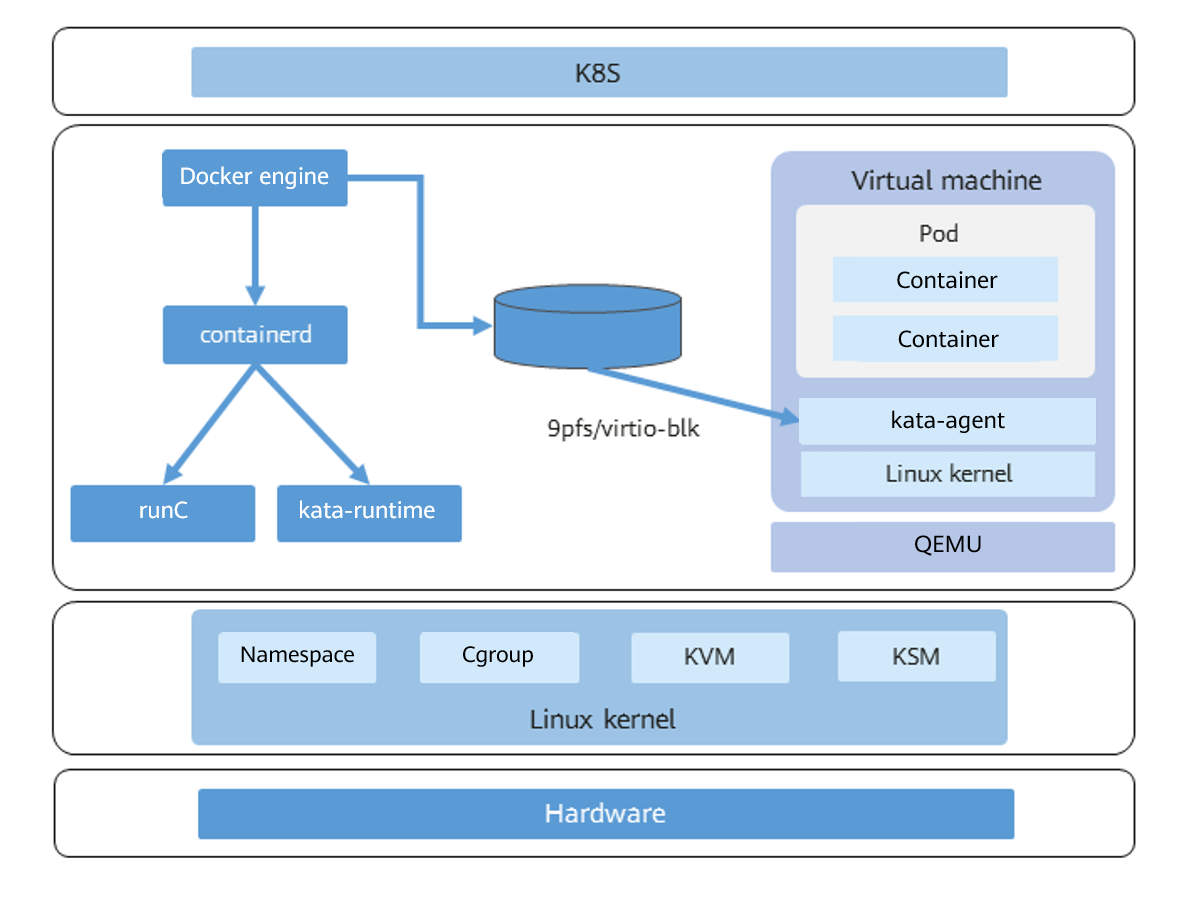 K8S
Docker engine
containerd
runC
kata-runtime
9pfs/virtio-blk
Virtual machine
Pod
Container
Container
kata-agent
Linux kernel
QEMU
Namespace
Cgroup
KVM
KSM
Linux kernel
Hardware